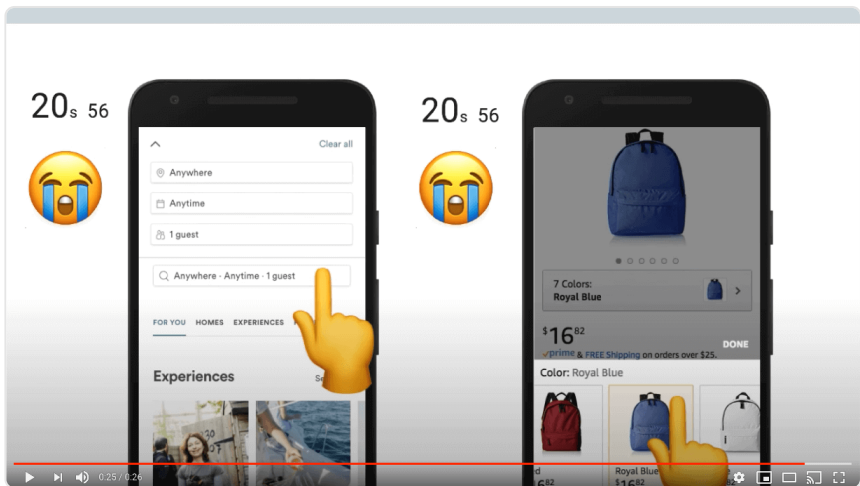 20s 56
Clear all
Anywhere
Anytime
1 guest
Anywhere · Anytime · 1 guest
FOR YOU HOMES EXPERIENCES
Experiences
20s 56
7 Colors:
Royal Blue
$16 82
DONE
prime & FREE Shipping on orders over $25.
Color: Royal Blue
Royal Blue
0:25 / 0:26